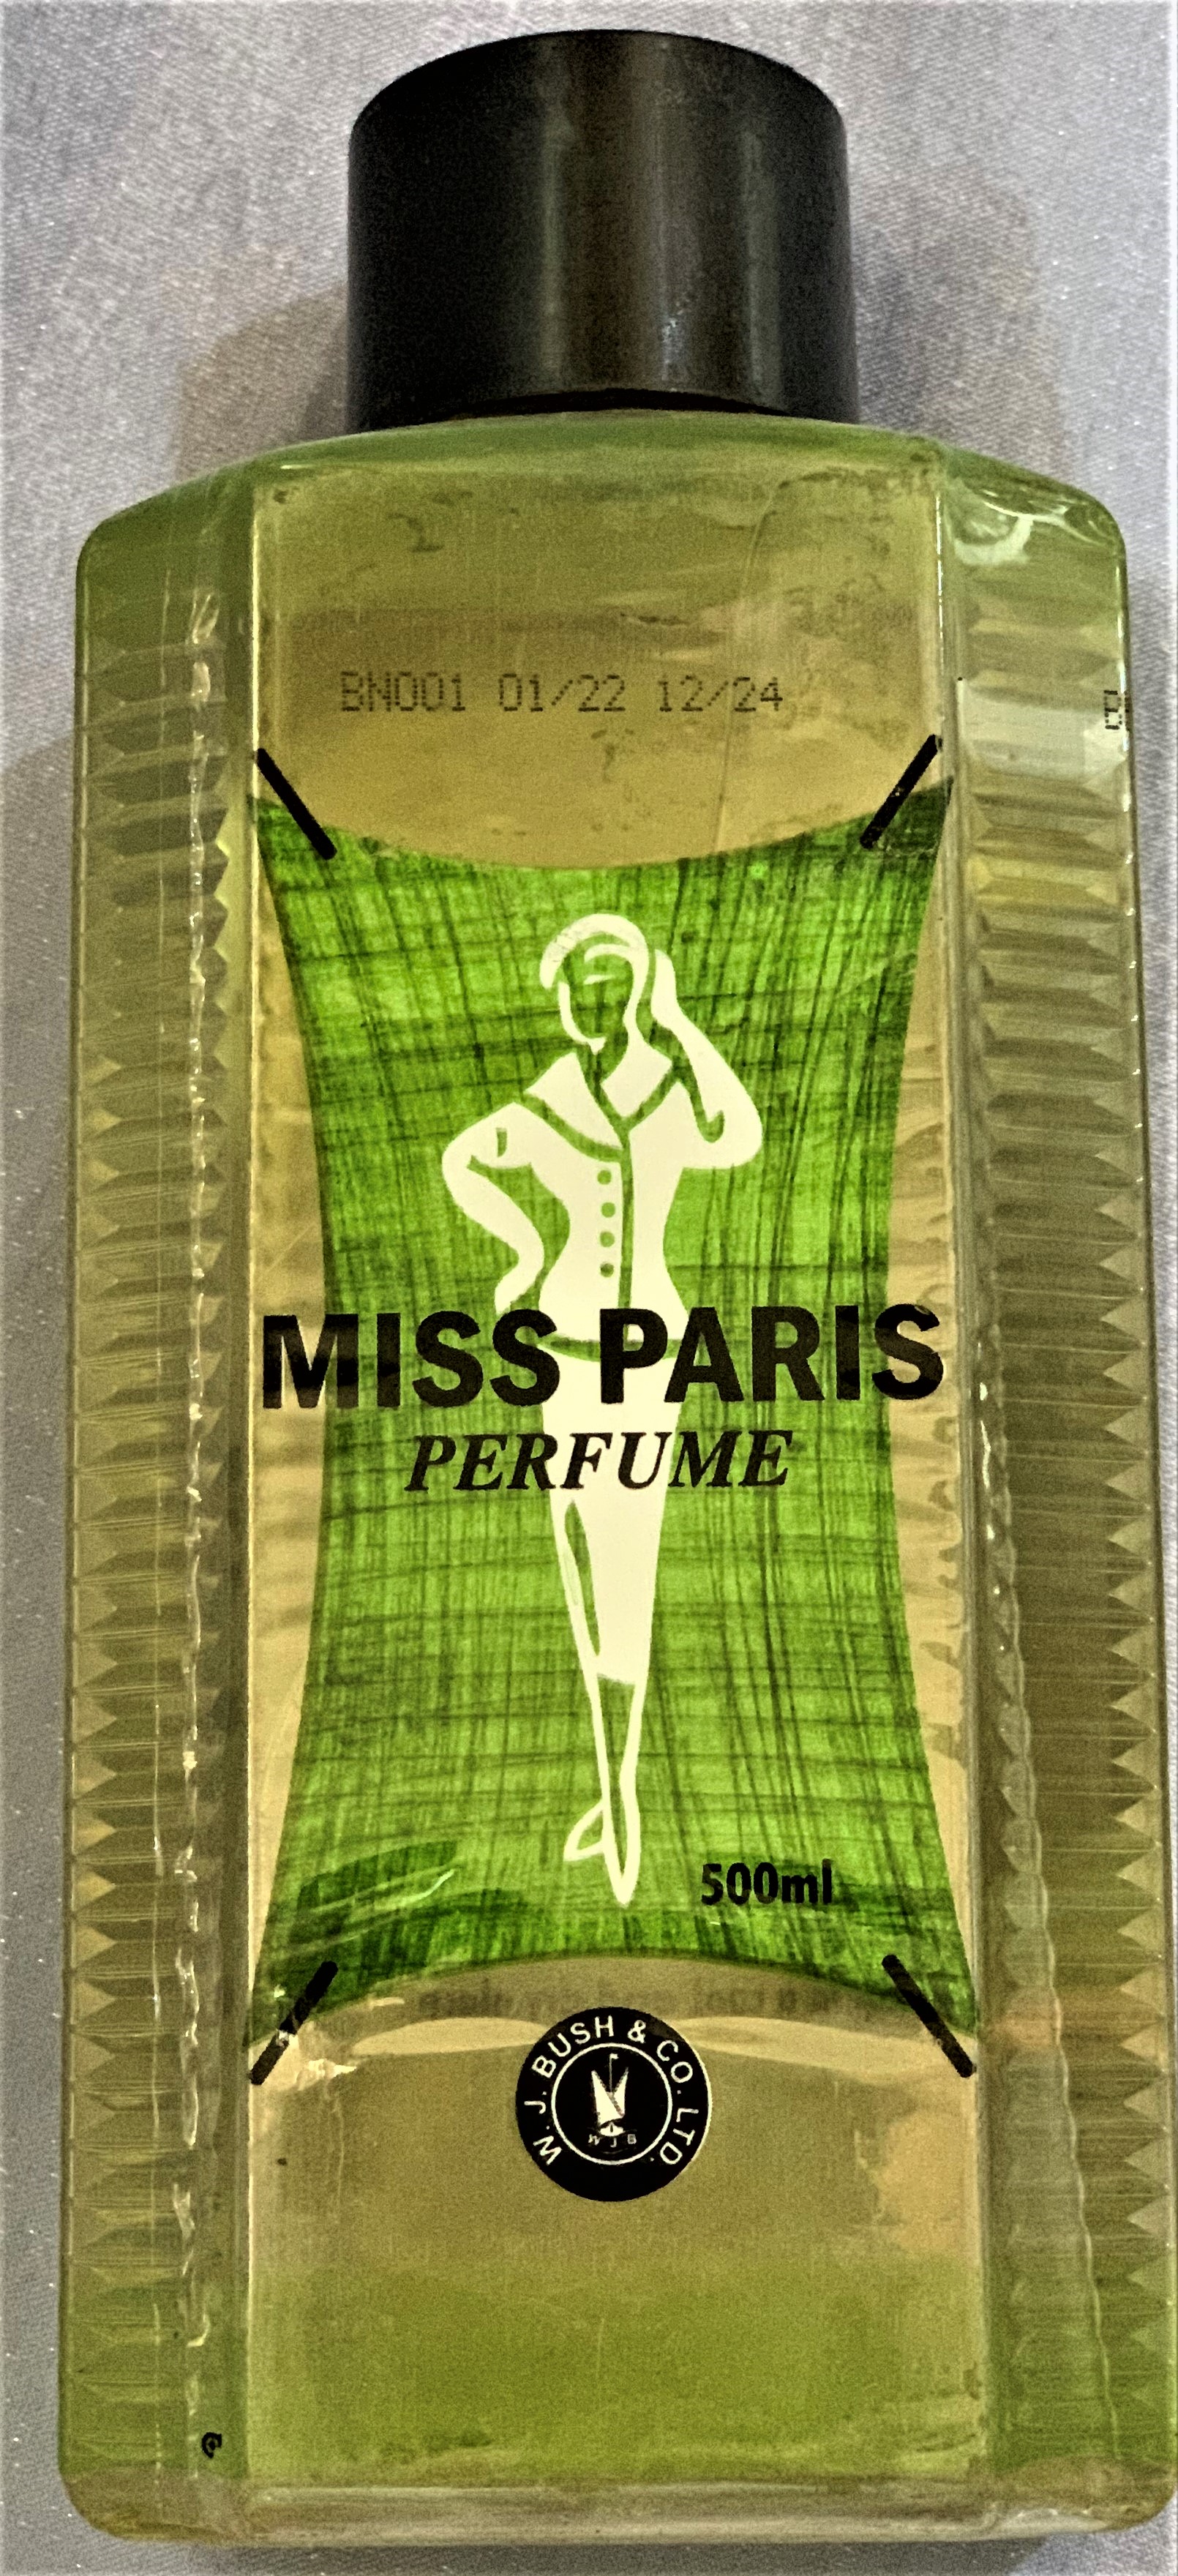 BN001 01/22 12/24
MISS PARIS
PERFUME
500ml
W. J. BUSH & CO. LTD.
W J B